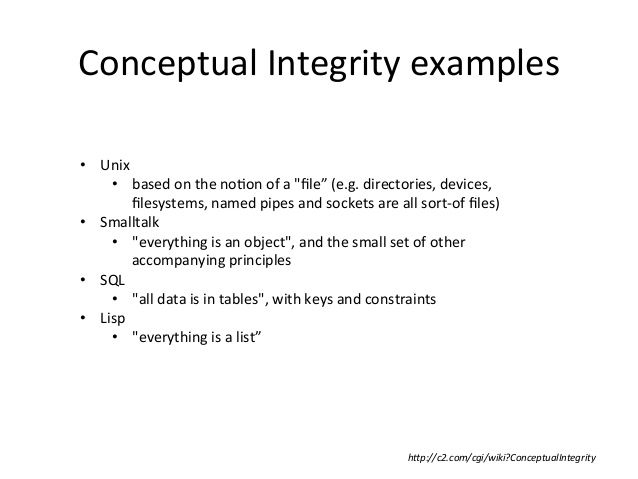 Conceptual Integrity examples
• Unix
• based on the notion of a "file” (e.g. directories, devices,
filesystems, named pipes and sockets are all sort-of files)
• Smalltalk
• "everything is an object", and the small set of other
accompanying principles
• SQL
• "all data is in tables", with keys and constraints
• Lisp
• "everything is a list”
http://c2.com/cgi/wiki?ConceptualIntegrity